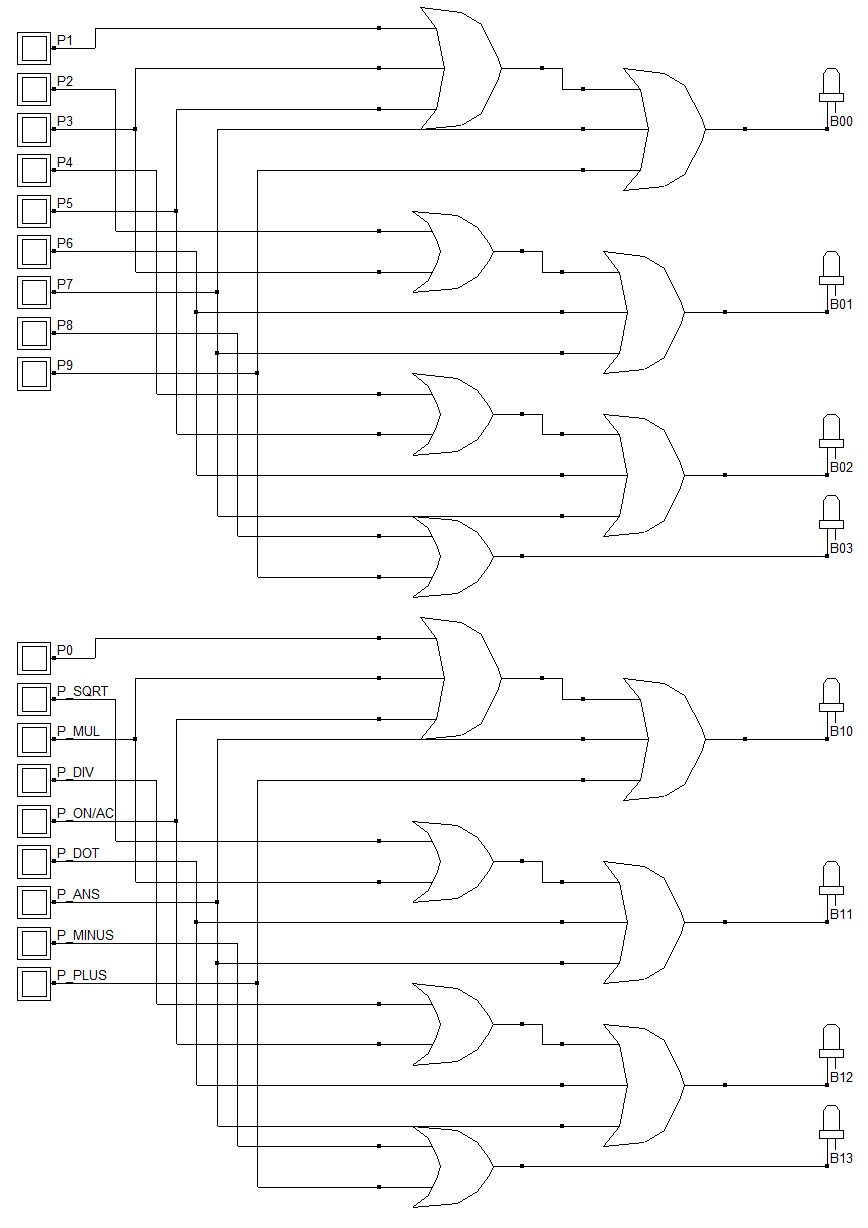 P1
P2
P3
P4
P5
P6
P7
P8
P9
B00
B01
B02
B03
P0
P_SQRT
P_MUL
P_DIV
P_ON/AC
P_DOT
P_ANS
P_MINUS
P_PLUS
B10
B11
B12
B13